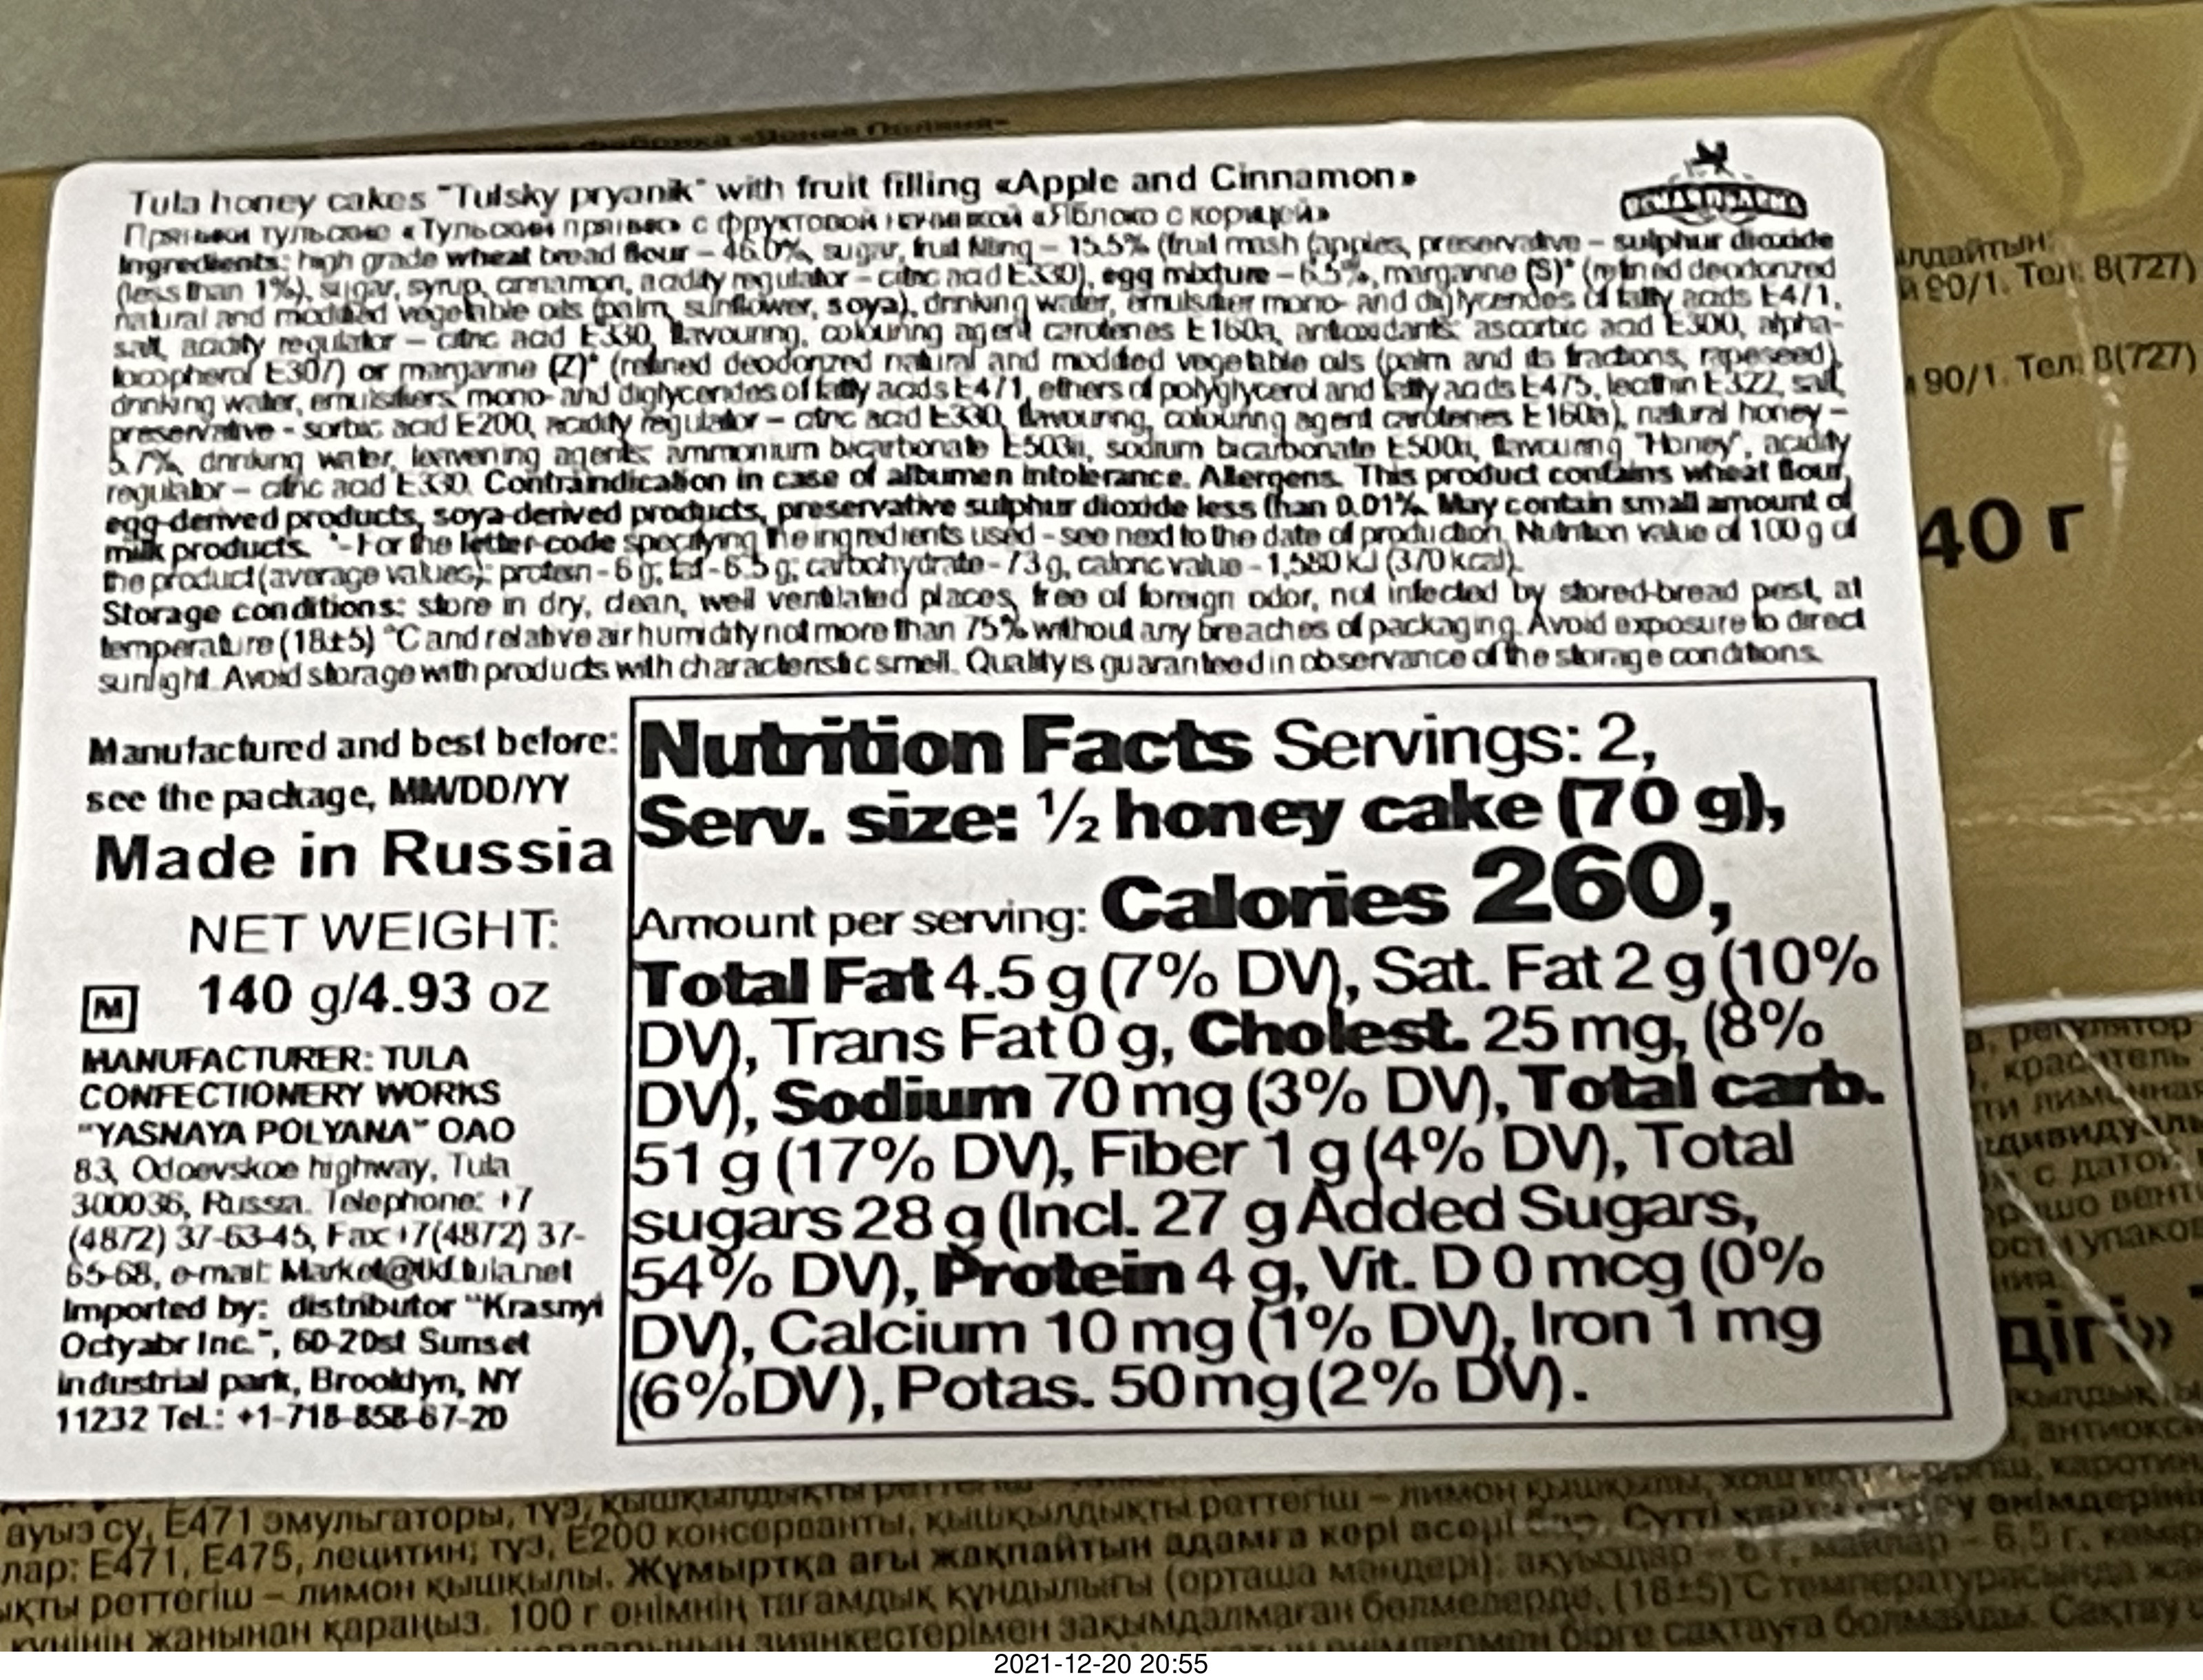 Tula honey cakes "Tulsky pryanik" with fruit filling «Apple and Cinnamon»
Пряники тульские «Тульский пряник» с фруктовой начинкой «Яблоко с корицей»
Ingredients: high grade wheat bread flour – 46.0%, sugar, fruit filling – 15.5% (fruit mash (apples, preservative – sulphur dioxide
(less than 1%), sugar, syrup, cinnamon, acidity regulator – citric acid E330), egg mixture – 6.5%, margarine (S)* (refined deodorized
natural and modified vegetable oils (palm, sunflower, soya), drinking water, emulsifier mono- and diglycerides of fatty acids E471,
salt, acidity regulator – citric acid E330, flavouring, colouring agent carotenes E160a, antioxidants: ascorbic acid E300, alpha-
tocopherol E307) or margarine (Z)* (refined deodorized natural and modified vegetable oils (palm and its fractions, rapeseed),
drinking water, emulsifiers: mono- and diglycerides of fatty acids E471, ethers of polyglycerol and fatty acids E475, lecithin E322, salt,
preservative - sorbic acid E200, acidity regulator – citric acid E330, flavouring, colouring agent carotenes E160a), natural honey –
5.7%, drinking water, leavening agents: ammonium bicarbonate E503ii, sodium bicarbonate E500ii, flavouring "Honey", acidity
regulator – citric acid E330. Contraindication in case of albumen intolerance. Allergens. This product contains wheat flour,
egg-derived products, soya-derived products, preservative sulphur dioxide less than 0.01%. May contain small amount of
milk products. *- For the letter-code specifying the ingredients used - see next to the date of production. Nutrition value of 100 g of
the product (average values): protein - 6 g; fat - 6.5 g; carbohydrate - 73 g, caloric value - 1,580 kJ (370 kcal).
Storage conditions: store in dry, clean, well ventilated places, free of foreign odor, not infected by stored-bread pest, at
temperature (18±5) °C and relative air humidity not more than 75% without any breaches of packaging. Avoid exposure to direct
sunlight. Avoid storage with products with characteristic smell. Quality is guaranteed in observance of the storage conditions.
Manufactured and best before:
see the package, MM/DD/YY
Made in Russia
NET WEIGHT:
M 140 g/4.93 oz
MANUFACTURER: TULA
CONFECTIONERY WORKS
"YASNAYA POLYANA" OAO
83, Odoevskoe highway, Tula
300036, Russia. Telephone: +7
(4872) 37-63-45, Fax +7(4872) 37-
65-68, e-mail: Market@tkf.tula.net
Imported by: distributor "Krasnyi
Octyabr Inc.", 60-20st Sunset
industrial park, Brooklyn, NY
11232 Tel.: +1-718-858-67-20
Nutrition Facts Servings: 2,
Serv. size: ½ honey cake (70 g),
Amount per serving: Calories 260,
Total Fat 4.5 g (7% DV), Sat. Fat 2 g (10%
DV), Trans Fat 0 g, Cholest. 25 mg, (8%
DV), Sodium 70 mg (3% DV), Total carb.
51 g (17% DV), Fiber 1 g (4% DV), Total
sugars 28 g (Incl. 27 g Added Sugars,
54% DV), Protein 4 g, Vit. D 0 mcg (0%
DV), Calcium 10 mg (1% DV), Iron 1 mg
(6%DV), Potas. 50 mg (2% DV).
90/1. Тел: 8(727)
90/1. Тел: 8(727)
40 г
регулятор
краситель
с датой
ауыз су, Е471 эмульгаторы, тұз, қышқылдықты реттегіш – лимон қышқылы,
лар: Е471, Е475, лецитин; тұз, Е200 консерванты, қышқылдықты реттегіш – лимон қышқылы,
ықты реттегіш – лимон қышқылы. Жұмыртқа ағы жақпайтын адамға кері әсері бар.
күнінің жанынан қараңыз. 100 г өнімнің тағамдық құндылығы (орташа мәндері): ақуыздар – 6 г, майлар – 6,5 г,
зиянкестерімен зақымдалмаған бөлмелерде, (18±5)°С температурасында
бірге сақтауға болмайды. Сақтау
2021-12-20 20:55